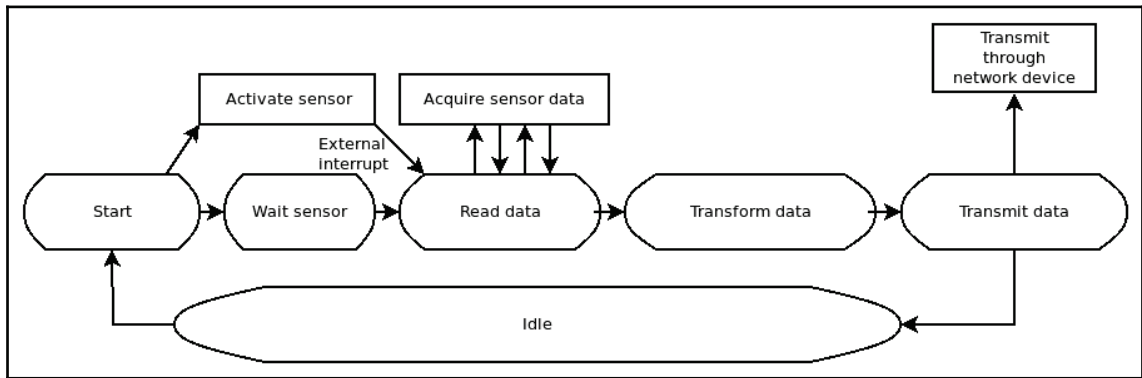 Transmit
through
network device
Activate sensor
Acquire sensor data
External
interrupt
Start
Wait sensor
Read data
Transform data
Transmit data
Idle